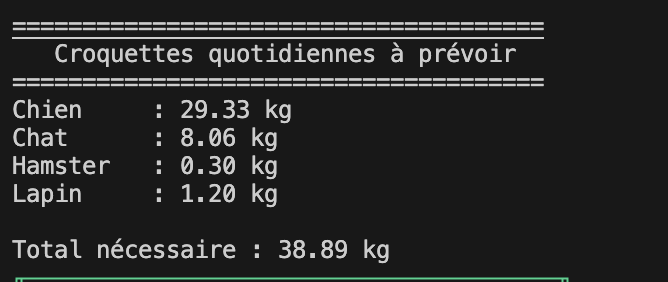 ======================================
   Croquettes quotidiennes à prévoir
======================================
Chien     : 29.33 kg
Chat      : 8.06 kg
Hamster   : 0.30 kg
Lapin     : 1.20 kg

Total nécessaire : 38.89 kg